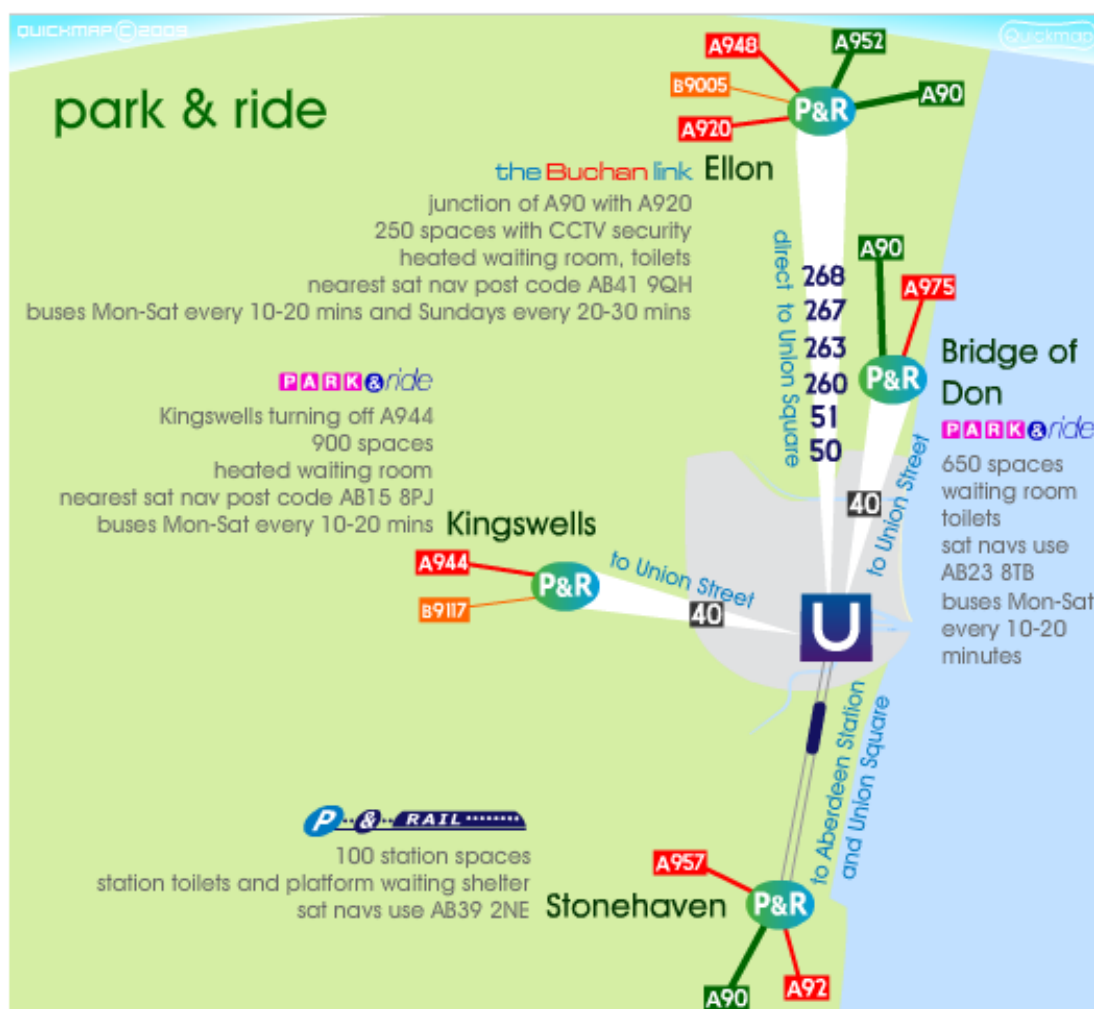 QUICKMAP©2009
Quickmap
park & ride
A948
A952
B9005
A90
P&R
A920
the Buchan link Ellon
junction of A90 with A920
250 spaces with CCTV security
heated waiting room, toilets
nearest sat nav post code AB41 9QH
buses Mon-Sat every 10-20 mins and Sundays every 20-30 mins
direct to Union Square
268
267
263
260
51
50
A90
A975
P&R
Bridge of
Don
PARK&ride
650 spaces
waiting room
toilets
sat navs use
AB23 8TB
buses Mon-Sat
every 10-20
minutes
40
to Union Street
PARK&ride
Kingswells turning off A944
900 spaces
heated waiting room
nearest sat nav post code AB15 8PJ
buses Mon-Sat every 10-20 mins
Kingswells
A944
B9117
P&R
to Union Street
40
U
to Aberdeen Station
and Union Square
P..&..RAIL
100 station spaces
station toilets and platform waiting shelter
sat navs use AB39 2NE
Stonehaven
A957
P&R
A90
A92